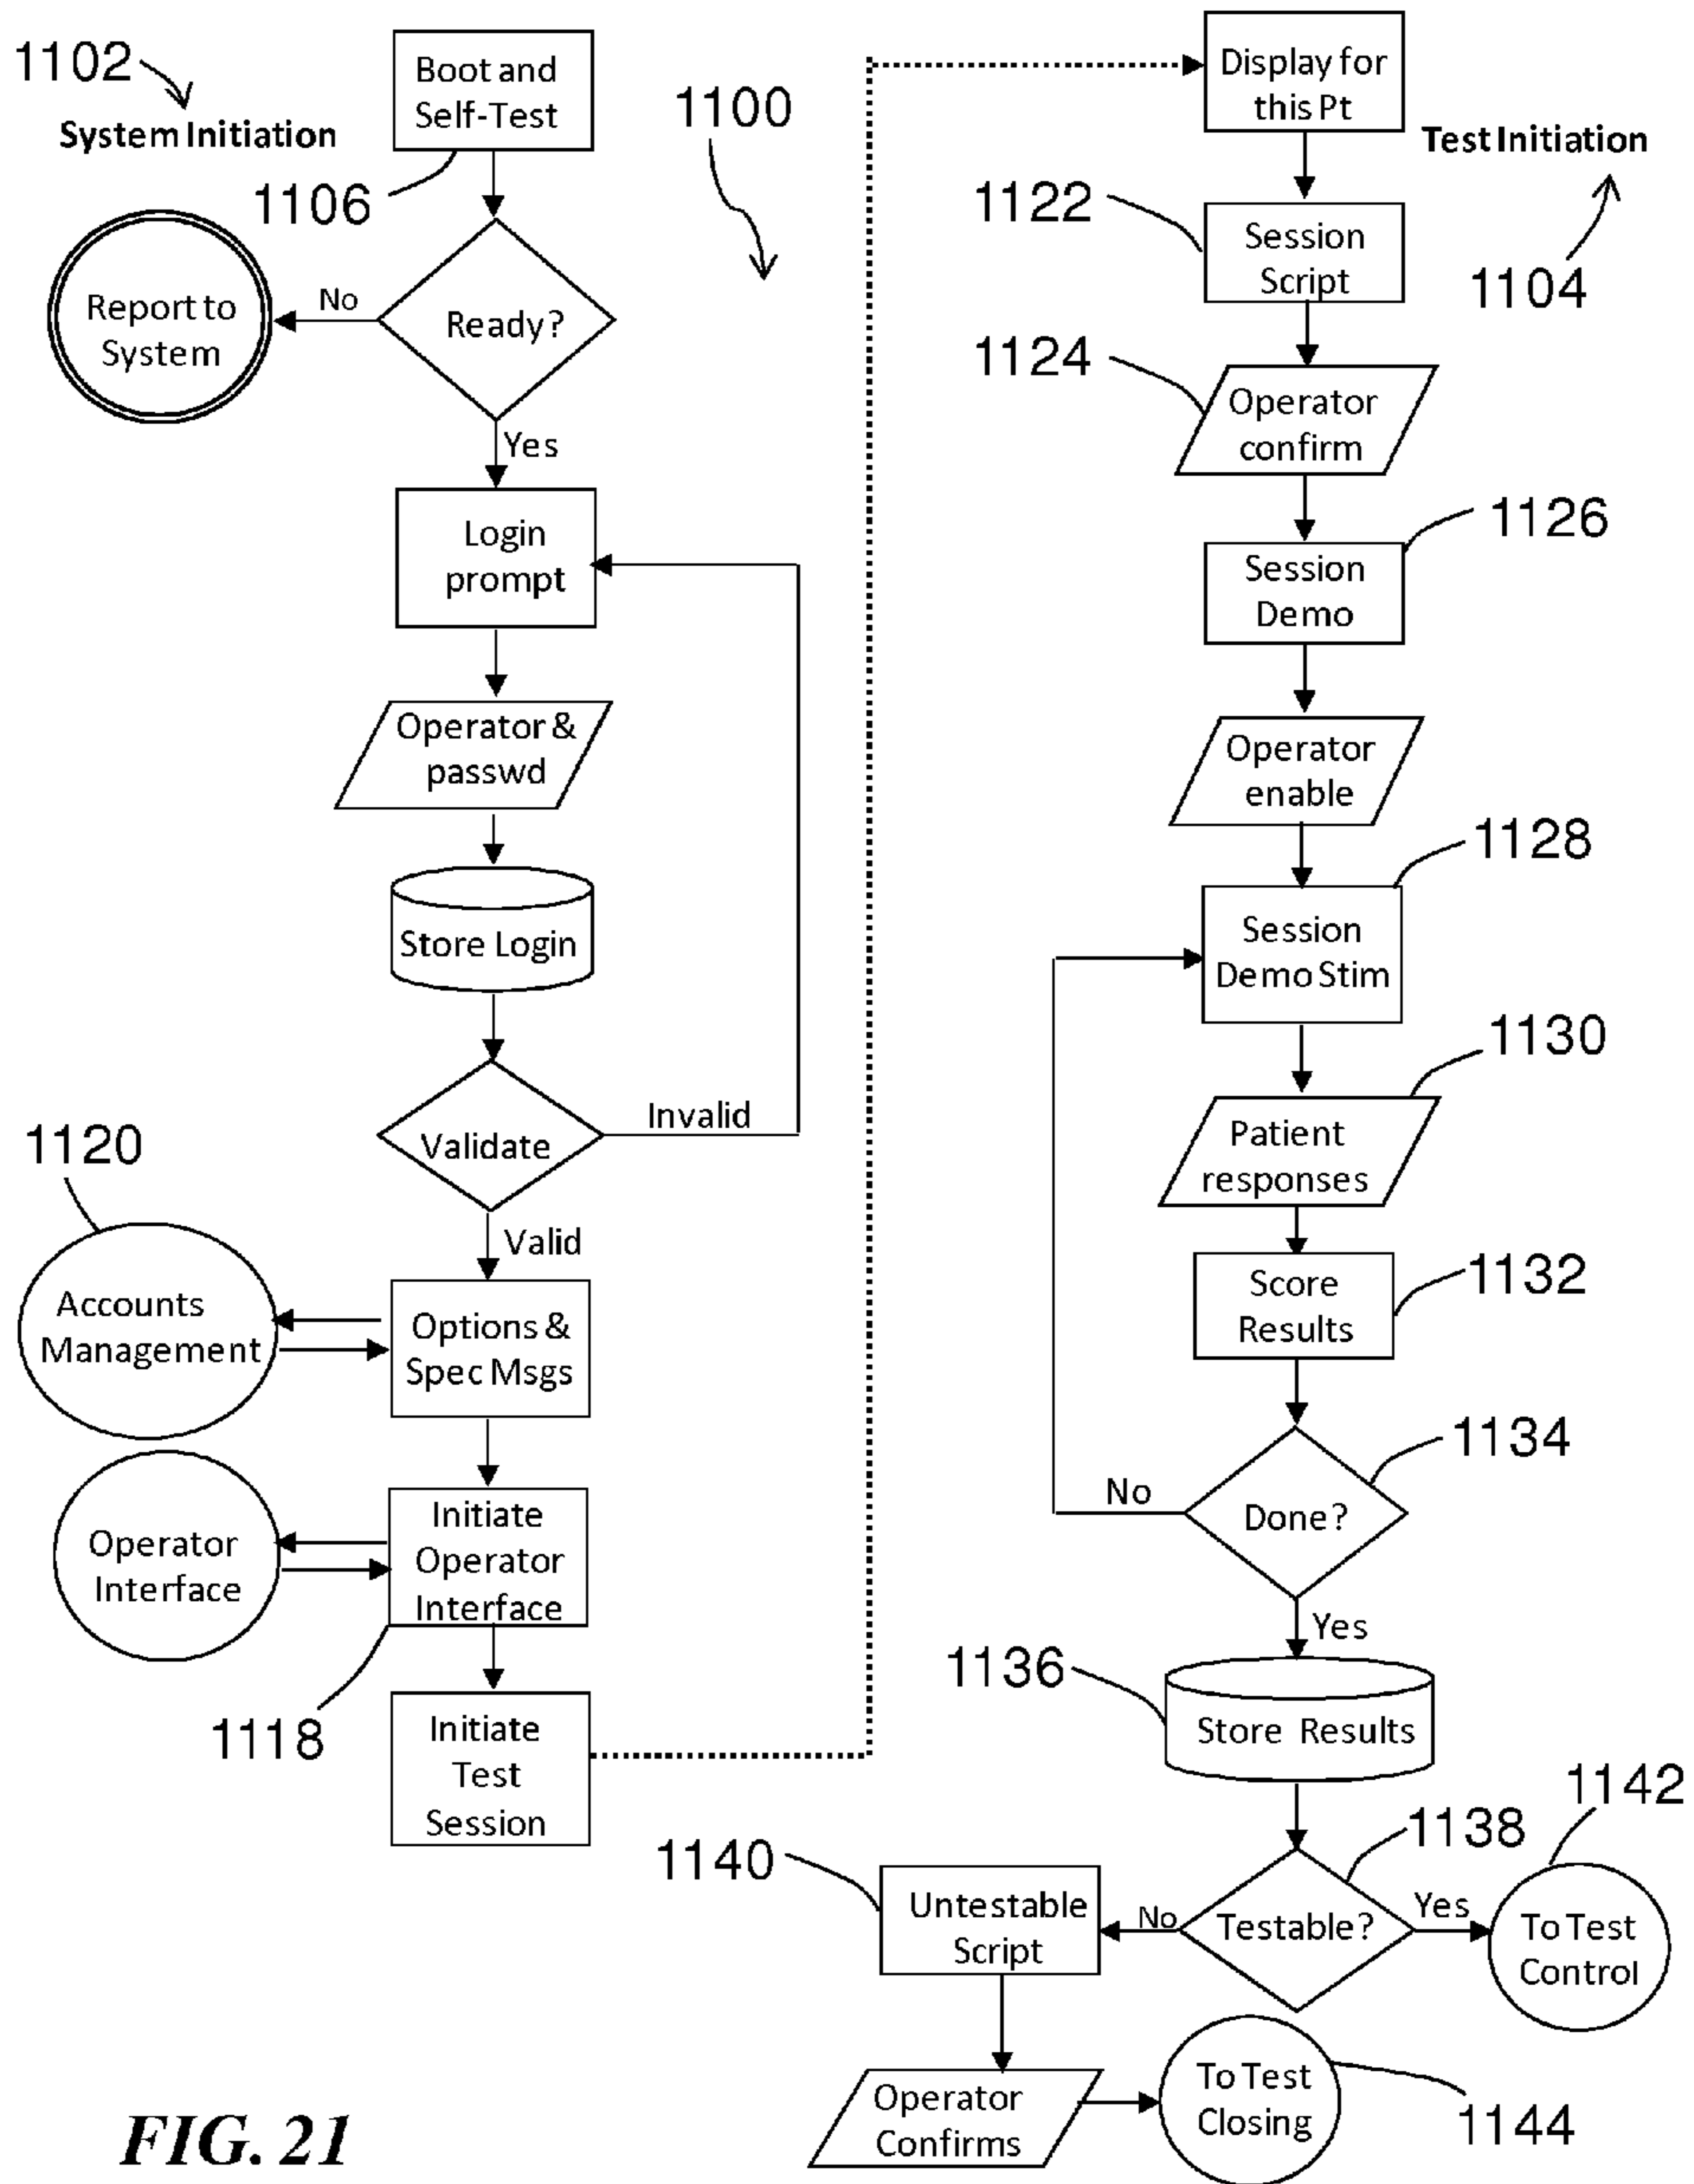 1102
System Initiation
Boot and
Self-Test
1106
1100
Report to
System
No
Ready?
Yes
Login
prompt
Operator &
passwd
Store Login
Validate
Invalid
Valid
1120
Accounts
Management
Options &
Spec Msgs
Operator
Interface
Initiate
Operator
Interface
1118
Initiate
Test
Session
Display for
this Pt
Test Initiation
1104
1122
Session
Script
1124
Operator
confirm
1126
Session
Demo
Operator
enable
1128
Session
Demo Stim
1130
Patient
responses
Score
Results
1132
1134
Done?
No
Yes
1136
Store Results
1138
1142
Testable?
Yes
To Test
Control
No
1140
Untestable
Script
Operator
Confirms
To Test
Closing
1144
FIG. 21